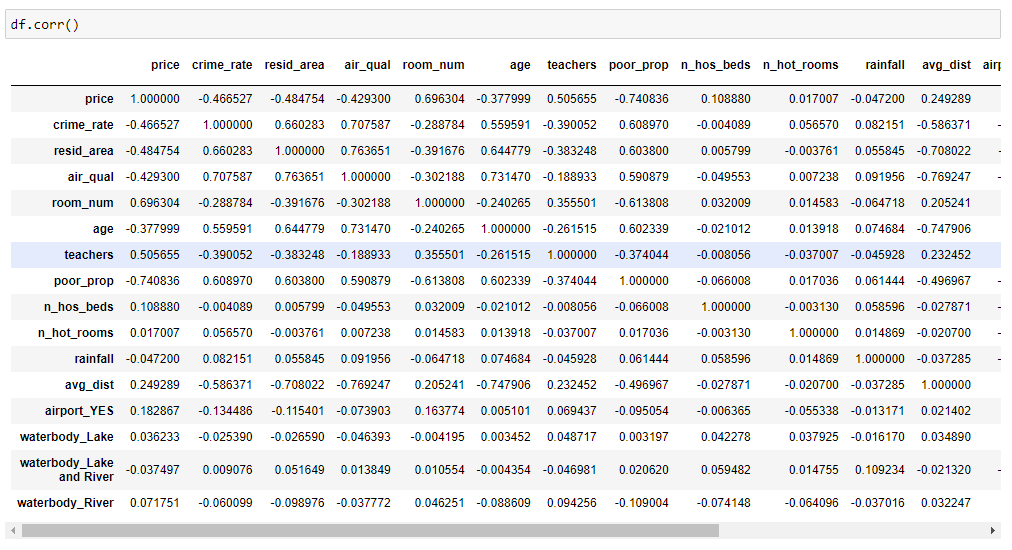 df.corr()
price crime_rate resid_area air_qual room_num age teachers poor_prop n_hos_beds n_hot_rooms rainfall avg_dist
price 1.000000 -0.466527 -0.484754 -0.429300 0.696304 -0.377999 0.505655 -0.740836 0.108880 0.017007 -0.047200 0.249289
crime_rate -0.466527 1.000000 0.660283 0.707587 -0.288784 0.559591 -0.390052 0.608970 -0.004089 0.056570 0.082151 -0.586371 -
resid_area -0.484754 0.660283 1.000000 0.763651 -0.391676 0.644779 -0.383248 0.603800 0.005799 -0.003761 0.055845 -0.708022 -
air_qual -0.429300 0.707587 0.763651 1.000000 -0.302188 0.731470 -0.188933 0.590879 -0.049553 0.007238 0.091956 -0.769247 -
room_num 0.696304 -0.288784 -0.391676 -0.302188 1.000000 -0.240265 0.355501 -0.613808 0.032009 0.014583 -0.064718 0.205241
age -0.377999 0.559591 0.644779 0.731470 -0.240265 1.000000 -0.261515 0.602339 -0.021012 0.013918 0.074684 -0.747906
teachers 0.505655 -0.390052 -0.383248 -0.188933 0.355501 -0.261515 1.000000 -0.374044 -0.008056 -0.037007 -0.045928 0.232452
poor_prop -0.740836 0.608970 0.603800 0.590879 -0.613808 0.602339 -0.374044 1.000000 -0.066008 0.017036 0.061444 -0.496967 -
n_hos_beds 0.108880 -0.004089 0.005799 -0.049553 0.032009 -0.021012 -0.008056 -0.066008 1.000000 -0.003130 0.058596 -0.027871 -
n_hot_rooms 0.017007 0.056570 -0.003761 0.007238 0.014583 0.013918 -0.037007 0.017036 -0.003130 1.000000 0.014869 -0.020700 -
rainfall -0.047200 0.082151 0.055845 0.091956 -0.064718 0.074684 -0.045928 0.061444 0.058596 0.014869 1.000000 -0.037285 -
avg_dist 0.249289 -0.586371 -0.708022 -0.769247 0.205241 -0.747906 0.232452 -0.496967 -0.027871 -0.020700 -0.037285 1.000000
airport_YES 0.182867 -0.134486 -0.115401 -0.073903 0.163774 0.005101 0.069437 -0.095054 -0.006365 -0.055338 -0.013171 0.021402
waterbody_Lake 0.036233 -0.025390 -0.026590 -0.046393 -0.004195 0.003452 0.048717 0.003197 0.042278 0.037925 -0.016170 0.034890
waterbody_Lake
and River -0.037497 0.009076 0.051649 0.013849 0.010554 -0.004354 -0.046981 0.020620 0.059482 0.014755 0.109234 -0.021320 -
waterbody_River 0.071751 -0.060099 -0.098976 -0.037772 0.046251 -0.088609 0.094256 -0.109004 -0.074148 -0.064096 -0.037016 0.032247